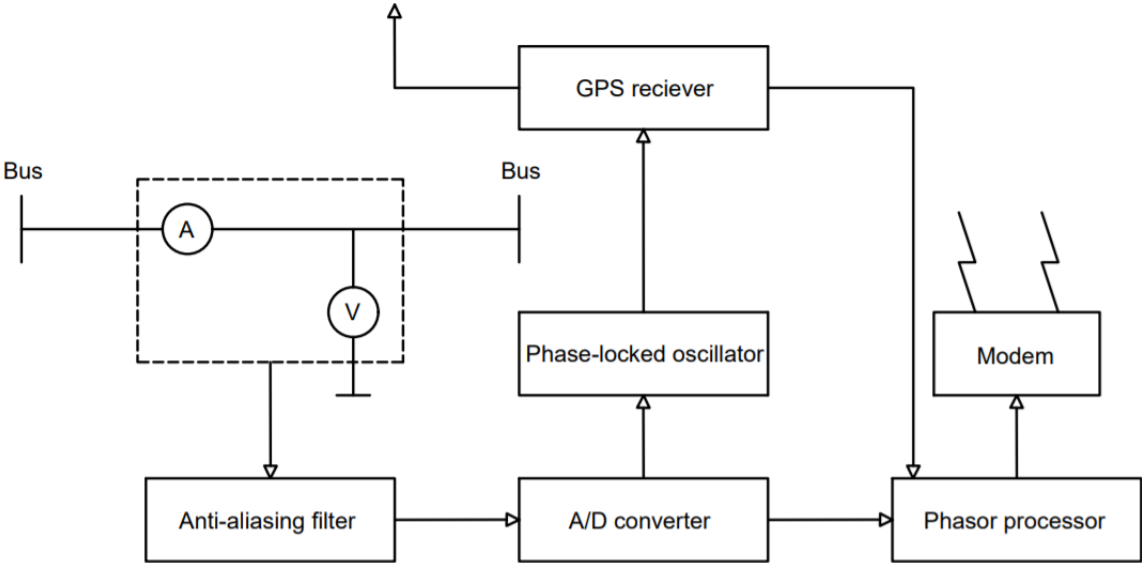 GPS reciever
Bus
Bus
A
V
Phase-locked oscillator
Modem
Anti-aliasing filter
A/D converter
Phasor processor